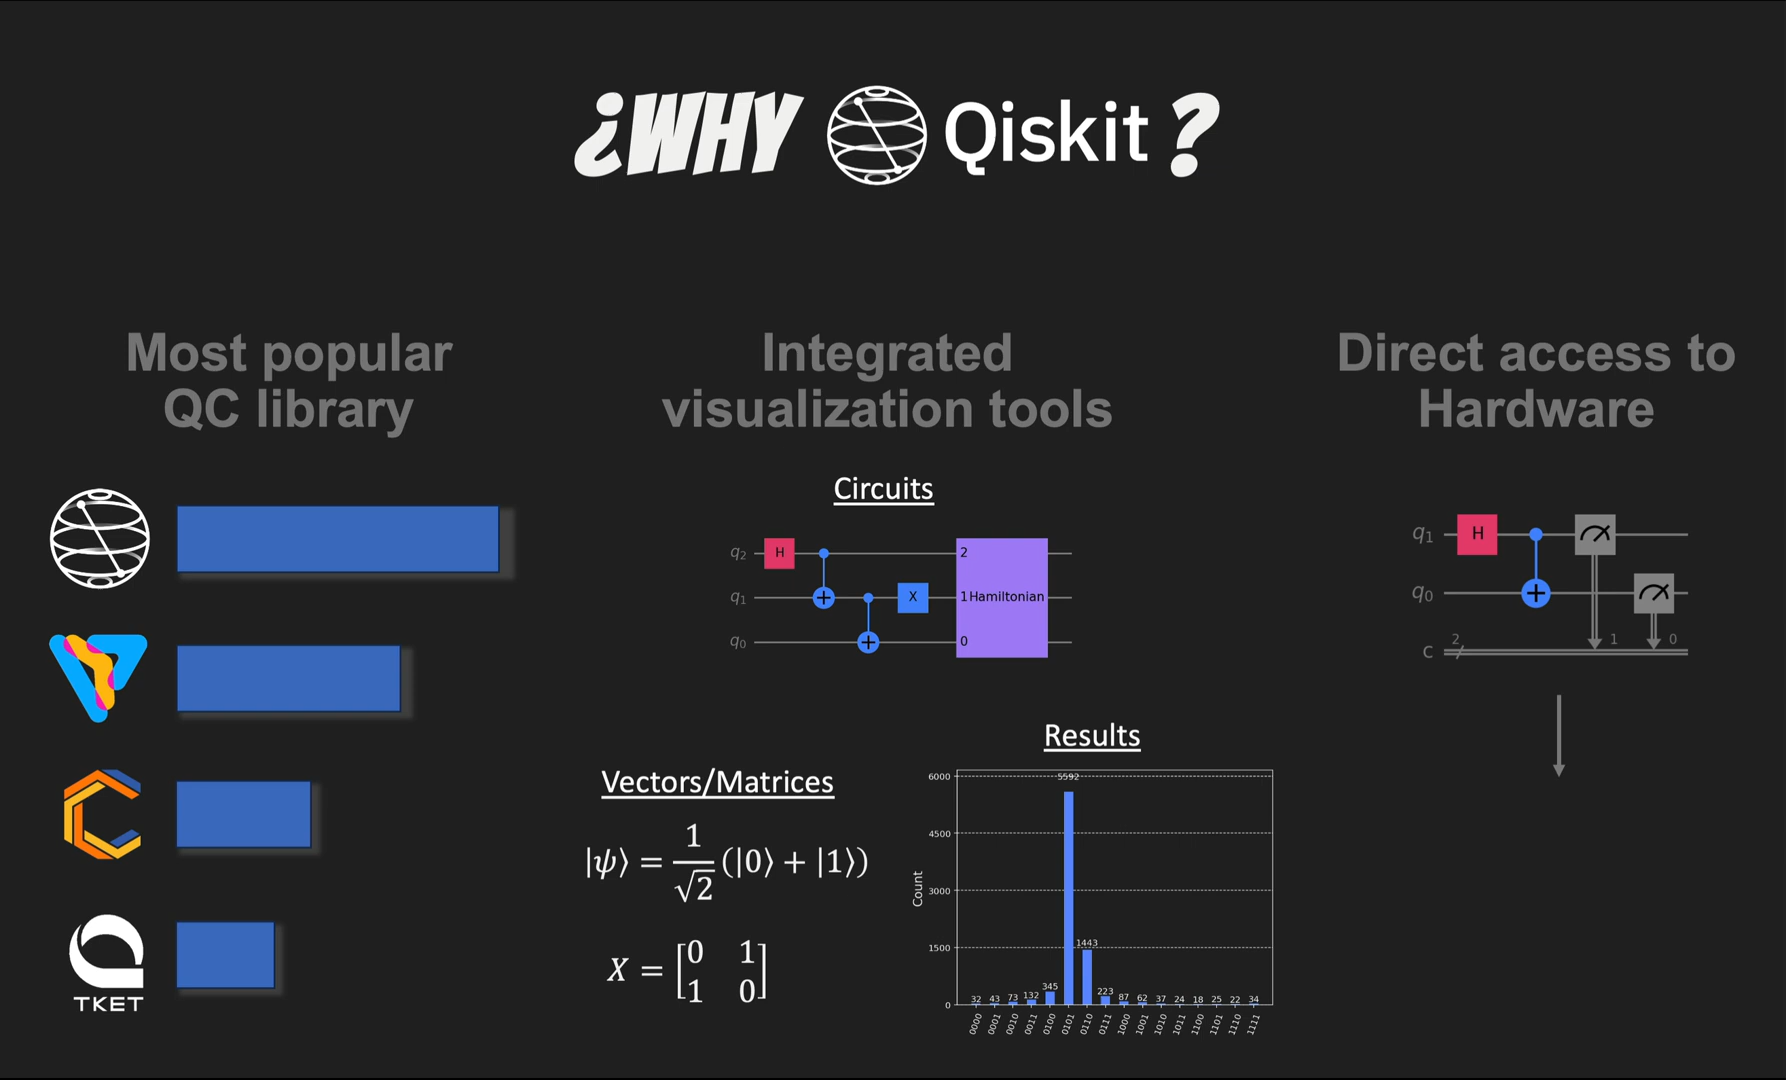 ¿WHY Qiskit ?
Most popular
QC library
TKET
Integrated
visualization tools
Circuits
q2 H 2
q1 X 1 Hamiltonian
q0 0
Vectors/Matrices
|ψ⟩ = 1/√2 (|0⟩ + |1⟩)
X = [0 1
1 0]
Results
6000
4500
3000
1500
0
Count
5592
1443
32 43 73 132 345 223 87 62 37 24 18 25 22 34
0000 0001 0010 0011 0100 0101 0110 0111 1000 1001 1010 1011 1100 1101 1110 1111
Direct access to
Hardware
q1 H
q0
c 2 1 0